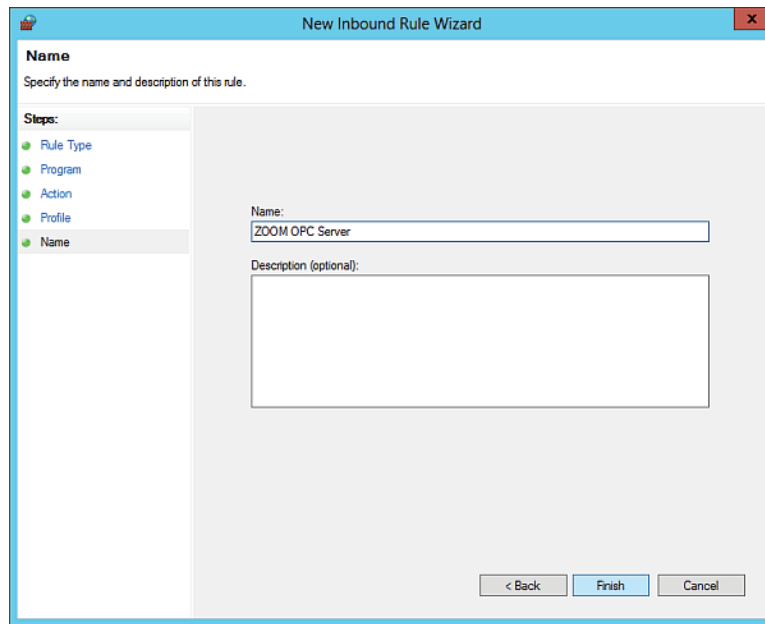 New Inbound Rule Wizard
x
Name
Specify the name and description of this rule.
Steps:
Rule Type
Program
Action
Profile
Name
Name:
ZOOM OPC Server
Description (optional):
< Back
Finish
Cancel